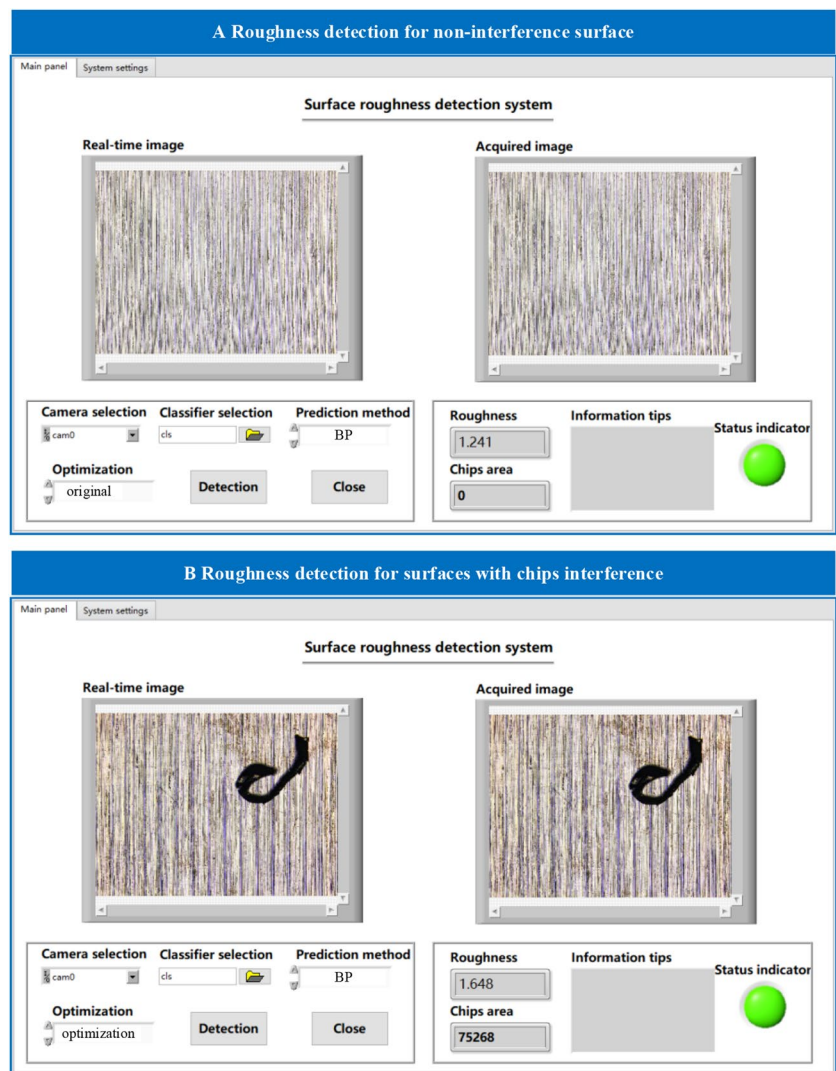 A Roughness detection for non-interference surface
Main panel System settings
Surface roughness detection system
Real-time image Acquired image
Camera selection Classifier selection Prediction method
cam0 cls BP
Optimization
original Detection Close
Roughness Information tips Status indicator
1.241
Chips area
0
B Roughness detection for surfaces with chips interference
Main panel System settings
Surface roughness detection system
Real-time image Acquired image
Camera selection Classifier selection Prediction method
cam0 cls BP
Optimization
optimization Detection Close
Roughness Information tips Status indicator
1.648
Chips area
75268